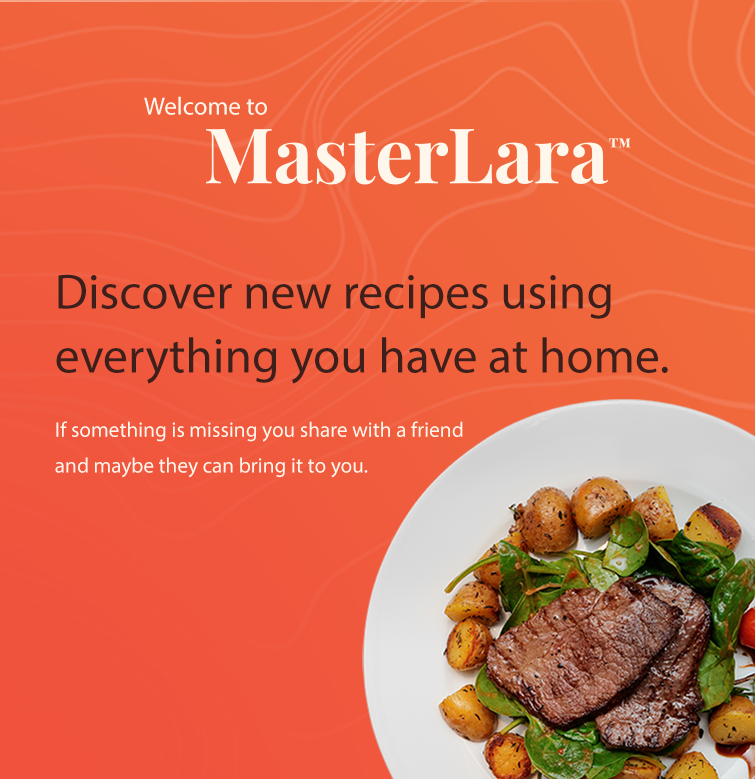 Welcome to
MasterLara™
Discover new recipes using
everything you have at home.
If something is missing you share with a friend
and maybe they can bring it to you.